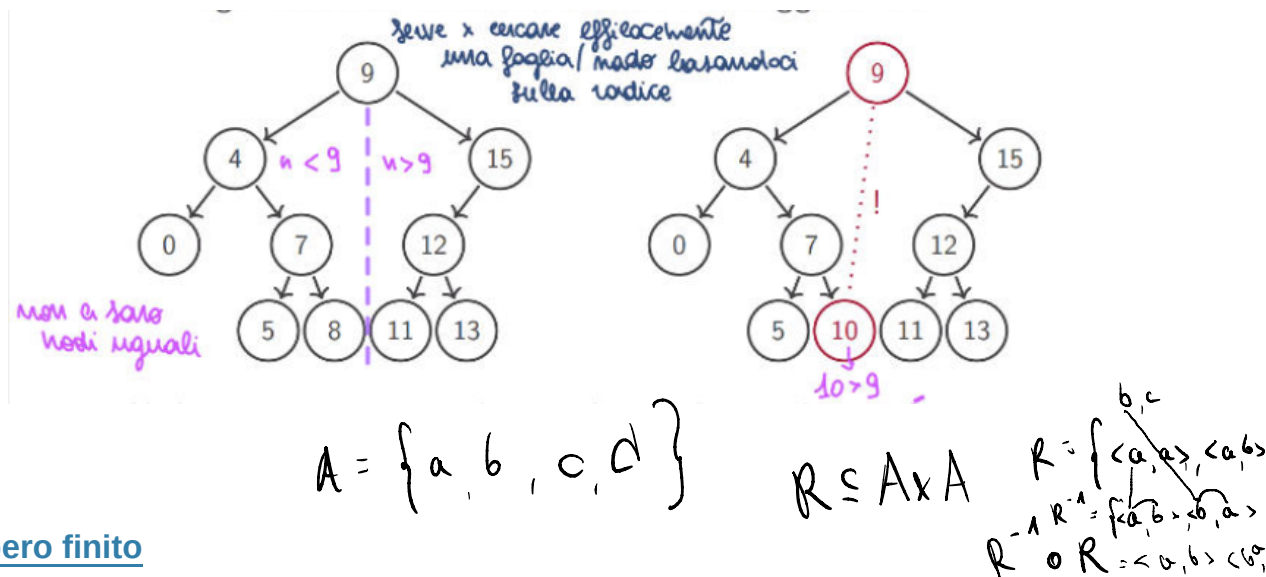 serve x cercare efficacemente
una foglia/nodo basandoci
sulla radice
9
4 n < 9 n > 9 15
0 7 12
5 8 11 13
non ci sono
nodi uguali
9
4 15
!
0 7 12
5 10 11 13
10 > 9
A = { a, b, c, d }
R ⊆ A x A
b, c
R = { <a, a>, <a, b>
R⁻¹ = { <a, b>, <b, a>
R⁻¹ o R = <a, b> <b,
ero finito